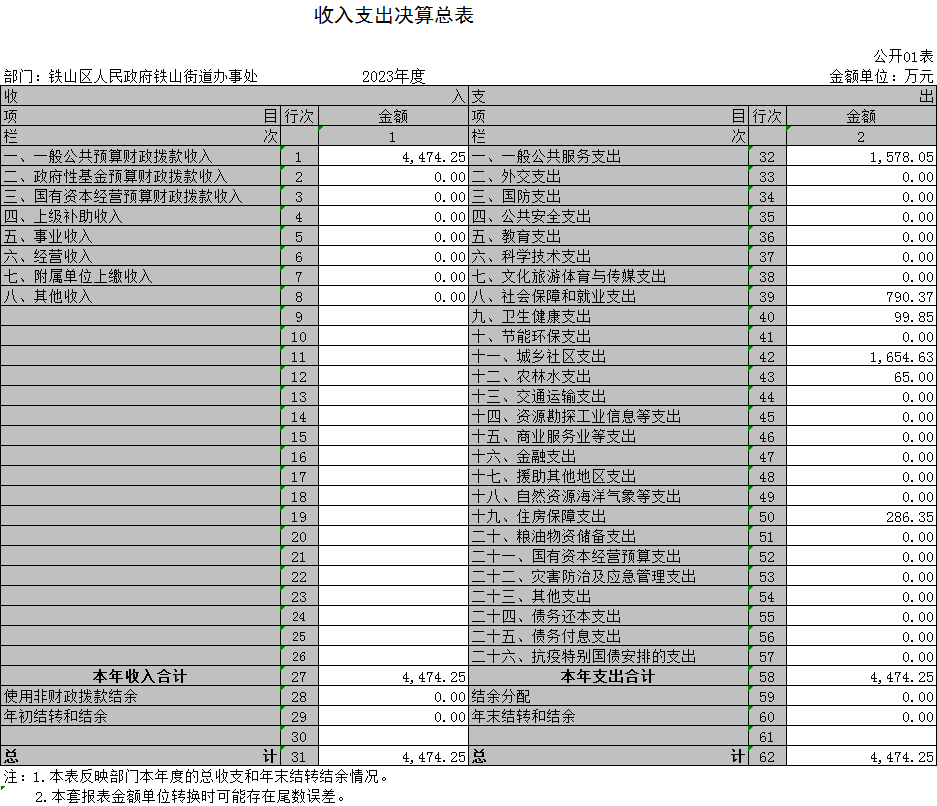 收入支出决算总表
公开01表
部门：铁山区人民政府铁山街道办事处 2023年度 金额单位：万元
收 入 支 出
项 目 行次 金额 项 目 行次 金额
栏 次 1 栏 次 2
一、一般公共预算财政拨款收入 1 4,474.25 一、一般公共服务支出 32 1,578.05
二、政府性基金预算财政拨款收入 2 0.00 二、外交支出 33 0.00
三、国有资本经营预算财政拨款收入 3 0.00 三、国防支出 34 0.00
四、上级补助收入 4 0.00 四、公共安全支出 35 0.00
五、事业收入 5 0.00 五、教育支出 36 0.00
六、经营收入 6 0.00 六、科学技术支出 37 0.00
七、附属单位上缴收入 7 0.00 七、文化旅游体育与传媒支出 38 0.00
八、其他收入 8 0.00 八、社会保障和就业支出 39 790.37
9 九、卫生健康支出 40 99.85
10 十、节能环保支出 41 0.00
11 十一、城乡社区支出 42 1,654.63
12 十二、农林水支出 43 65.00
13 十三、交通运输支出 44 0.00
14 十四、资源勘探工业信息等支出 45 0.00
15 十五、商业服务业等支出 46 0.00
16 十六、金融支出 47 0.00
17 十七、援助其他地区支出 48 0.00
18 十八、自然资源海洋气象等支出 49 0.00
19 十九、住房保障支出 50 286.35
20 二十、粮油物资储备支出 51 0.00
21 二十一、国有资本经营预算支出 52 0.00
22 二十二、灾害防治及应急管理支出 53 0.00
23 二十三、其他支出 54 0.00
24 二十四、债务还本支出 55 0.00
25 二十五、债务付息支出 56 0.00
26 二十六、抗疫特别国债安排的支出 57 0.00
本年收入合计 27 4,474.25 本年支出合计 58 4,474.25
使用非财政拨款结余 28 0.00 结余分配 59 0.00
年初结转和结余 29 0.00 年末结转和结余 60 0.00
30 61
总 计 31 4,474.25 总 计 62 4,474.25
注：1.本表反映部门本年度的总收支和年末结转结余情况。
2.本套报表金额单位转换时可能存在尾数误差。